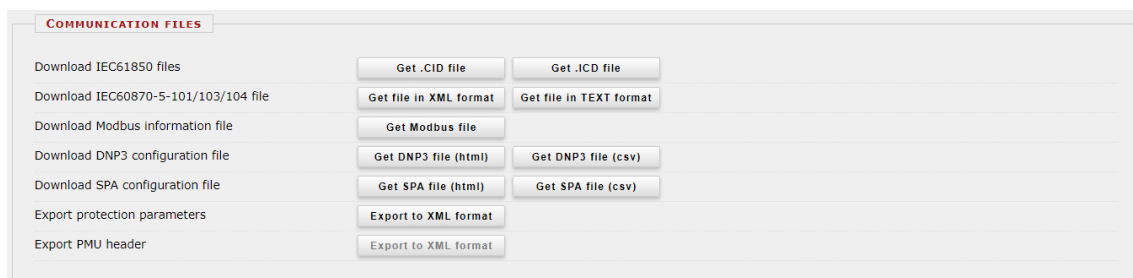 COMMUNICATION FILES
Download IEC61850 files Get .CID file Get .ICD file
Download IEC60870-5-101/103/104 file Get file in XML format Get file in TEXT format
Download Modbus information file Get Modbus file
Download DNP3 configuration file Get DNP3 file (html) Get DNP3 file (csv)
Download SPA configuration file Get SPA file (html) Get SPA file (csv)
Export protection parameters Export to XML format
Export PMU header Export to XML format